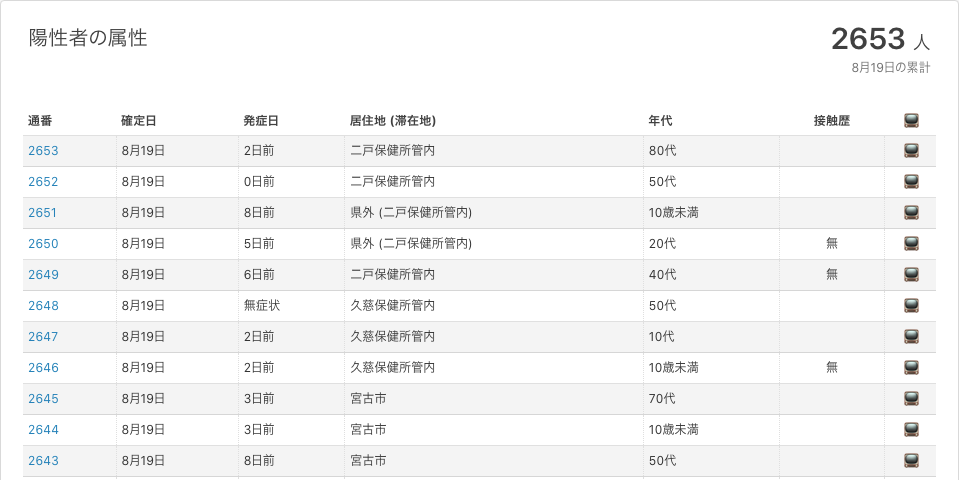 陽性者の属性
2653 人
8月19日の累計
通番 確定日 発症日 居住地 (滞在地) 年代 接触歴
2653 8月19日 2日前 二戸保健所管内 80代
2652 8月19日 0日前 二戸保健所管内 50代
2651 8月19日 8日前 県外 (二戸保健所管内) 10歳未満
2650 8月19日 5日前 県外 (二戸保健所管内) 20代 無
2649 8月19日 6日前 二戸保健所管内 40代 無
2648 8月19日 無症状 久慈保健所管内 50代
2647 8月19日 2日前 久慈保健所管内 10代
2646 8月19日 2日前 久慈保健所管内 10歳未満 無
2645 8月19日 3日前 宮古市 70代
2644 8月19日 3日前 宮古市 10歳未満
2643 8月19日 8日前 宮古市 50代